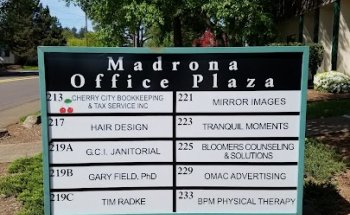 Madrona
Office Plaza
213 CHERRY CITY BOOKKEEPING
& TAX SERVICE INC
221 MIRROR IMAGES
217 HAIR DESIGN
223 TRANQUIL MOMENTS
219A G.C.I. JANITORIAL
225 BLOOMERS COUNSELING
& SOLUTIONS
219B GARY FIELD, PhD
229 OMAC ADVERTISING
219C TIM RADKE
233 BPM PHYSICAL THERAPY